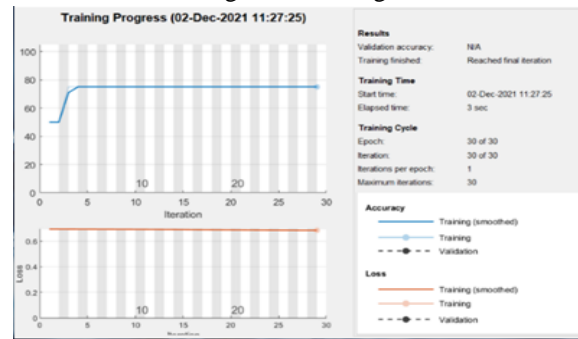 Training Progress (02-Dec-2021 11:27:25)
100
80
60
40
20
0
10
20
0
5
10
15
20
25
30
Iteration
0.6
0.4
0.2
0
Loss
10
20
0
5
10
15
20
25
30
Results
Validation accuracy: N/A
Training finished: Reached final iteration
Training Time
Start time: 02-Dec-2021 11:27:25
Elapsed time: 3 sec
Training Cycle
Epoch: 30 of 30
Iteration: 30 of 30
Iterations per epoch: 1
Maximum iterations: 30
Accuracy
Training (smoothed)
Training
Validation
Loss
Training (smoothed)
Training
Validation